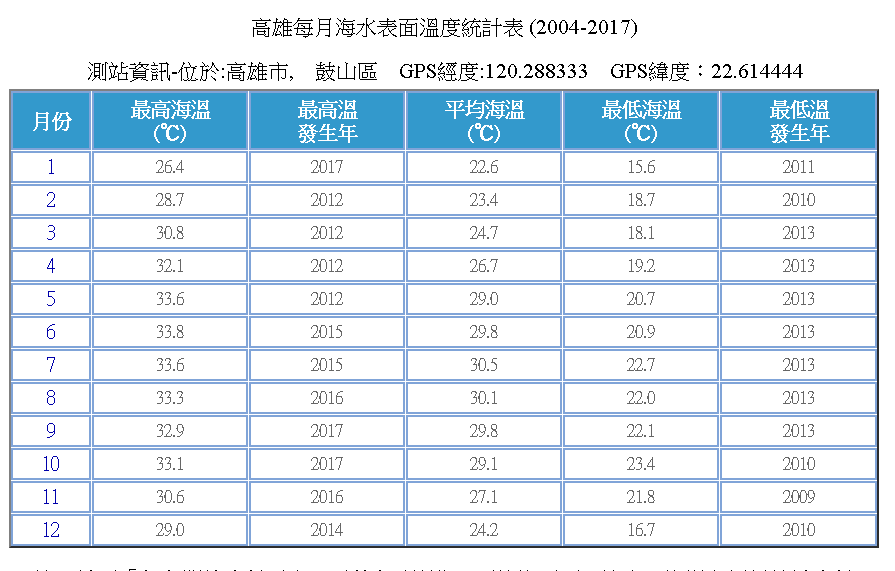 高雄每月海水表面溫度統計表 (2004-2017)
測站資訊-位於:高雄市, 鼓山區 GPS經度:120.288333 GPS緯度：22.614444
月份 最高海溫 (℃) 最高溫 發生年 平均海溫 (℃) 最低海溫 (℃) 最低溫 發生年
1 26.4 2017 22.6 15.6 2011
2 28.7 2012 23.4 18.7 2010
3 30.8 2012 24.7 18.1 2013
4 32.1 2012 26.7 19.2 2013
5 33.6 2012 29.0 20.7 2013
6 33.8 2015 29.8 20.9 2013
7 33.6 2015 30.5 22.7 2013
8 33.3 2016 30.1 22.0 2013
9 32.9 2017 29.8 22.1 2013
10 33.1 2017 29.1 23.4 2010
11 30.6 2016 27.1 21.8 2009
12 29.0 2014 24.2 16.7 2010